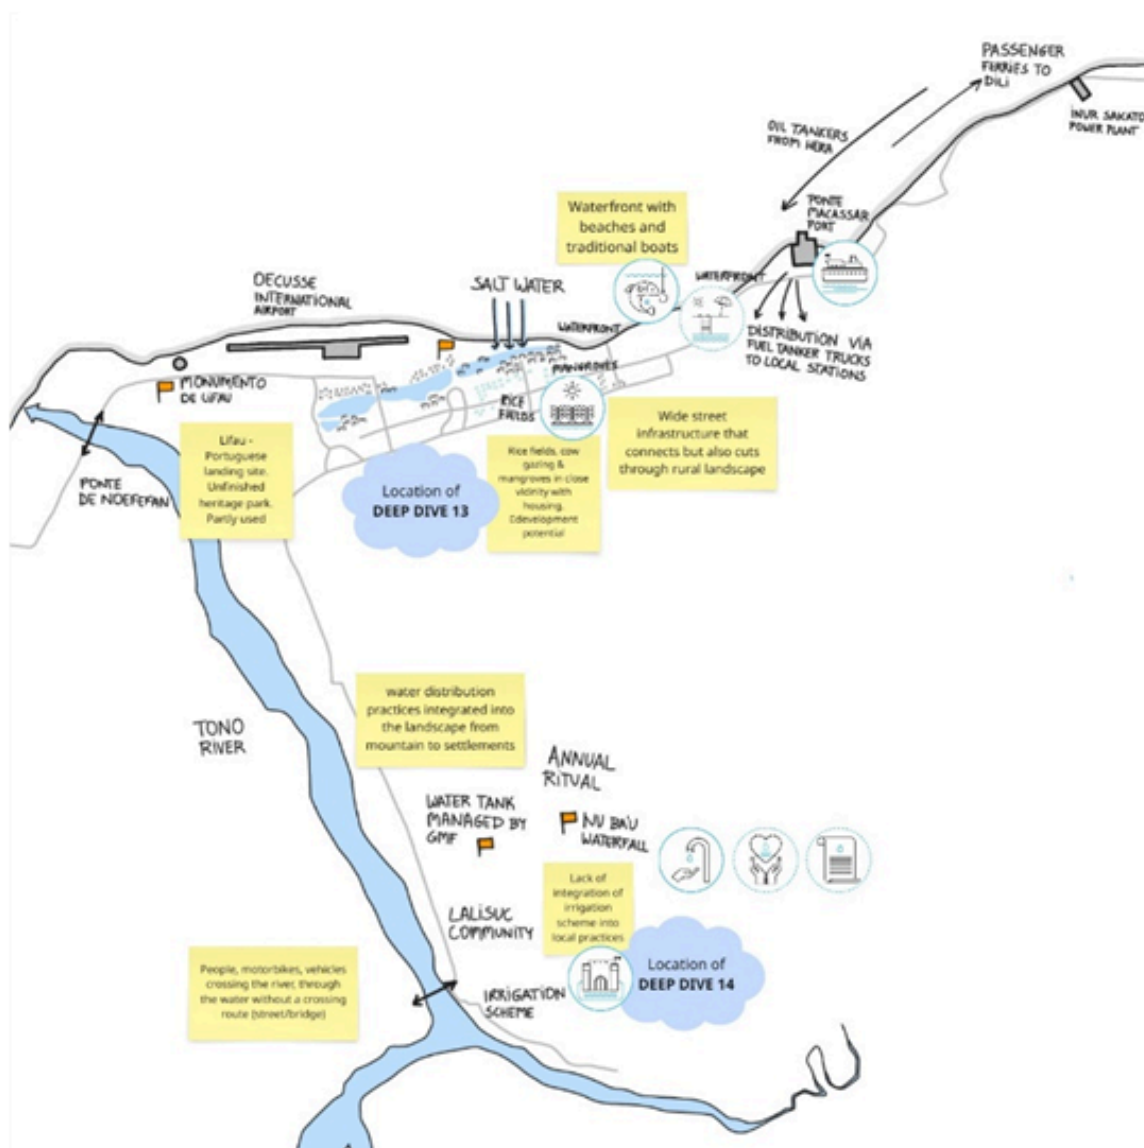 PASSENGER
FERRIES TO
DILI
INUR SAKATO
POWER PLANT
OIL TANKERS
FROM HERA
PONTE
MACASSAR
PORT
Waterfront with
beaches and
traditional boats
WATERFRONT
OECUSSE
INTERNATIONAL
AIRPORT
SALT WATER
WATERFRONT
DISTRIBUTION VIA
FUEL TANKER TRUCKS
TO LOCAL STATIONS
MANGROVES
MONUMENTO
DE LIFAU
RICE
FIELDS
Wide street
infrastructure that
connects but also cuts
through rural landscape
Lifau -
Portuguese
landing site.
Unfinished
heritage park.
Partly used
PONTE
DE NOEFEFAN
Location of
DEEP DIVE 13
Rice fields, cow
gazing &
mangroves in close
vicinity with
housing.
development
potential
water distribution
practices integrated into
the landscape from
mountain to settlements
TONO
RIVER
ANNUAL
RITUAL
WATER TANK
MANAGED BY
GMF
NU BA'U
WATERFALL
Lack of
integration of
irrigation
scheme into
local practices
LALISUC
COMMUNITY
Location of
DEEP DIVE 14
People, motorbikes, vehicles
crossing the river, through
the water without a crossing
route (street/bridge)
IRRIGATION
SCHEME